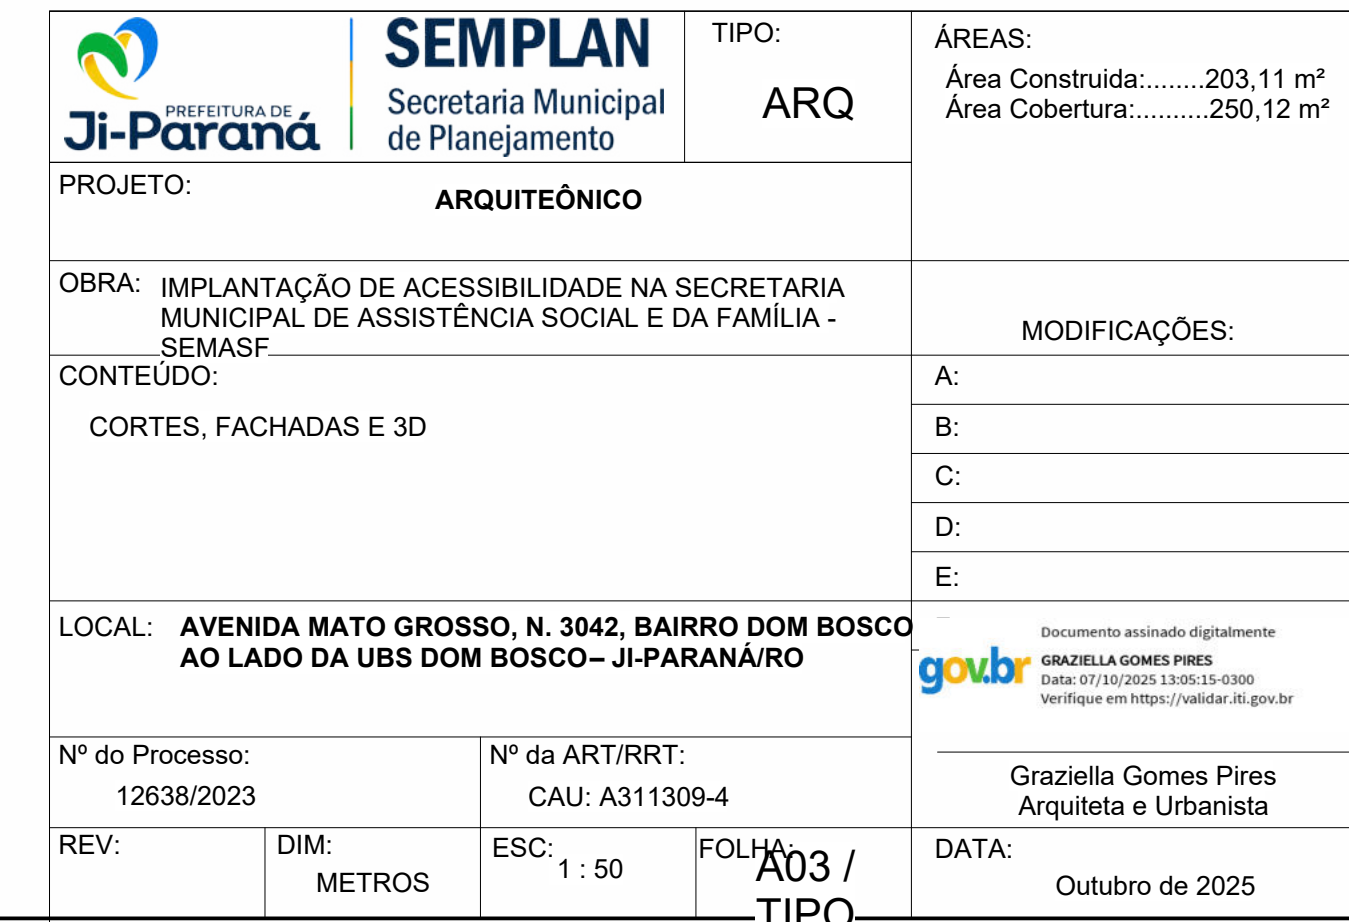 PREFEITURA DE
Ji-Paraná
SEMPLAN
Secretaria Municipal
de Planejamento
TIPO:
ARQ
ÁREAS:
Área Construida:........203,11 m²
Área Cobertura:..........250,12 m²
PROJETO:
ARQUITEÔNICO
OBRA: IMPLANTAÇÃO DE ACESSIBILIDADE NA SECRETARIA
MUNICIPAL DE ASSISTÊNCIA SOCIAL E DA FAMÍLIA -
SEMASF
MODIFICAÇÕES:
CONTEÚDO:
CORTES, FACHADAS E 3D
A:
B:
C:
D:
E:
LOCAL: AVENIDA MATO GROSSO, N. 3042, BAIRRO DOM BOSCO
AO LADO DA UBS DOM BOSCO– JI-PARANÁ/RO
gov.br
Documento assinado digitalmente
GRAZIELLA GOMES PIRES
Data: 07/10/2025 13:05:15-0300
Verifique em https://validar.iti.gov.br
Nº do Processo:
12638/2023
Nº da ART/RRT:
CAU: A311309-4
Graziella Gomes Pires
Arquiteta e Urbanista
REV:
DIM:
METROS
ESC:
1 : 50
FOLHA:
A03 /
TIPO
DATA:
Outubro de 2025